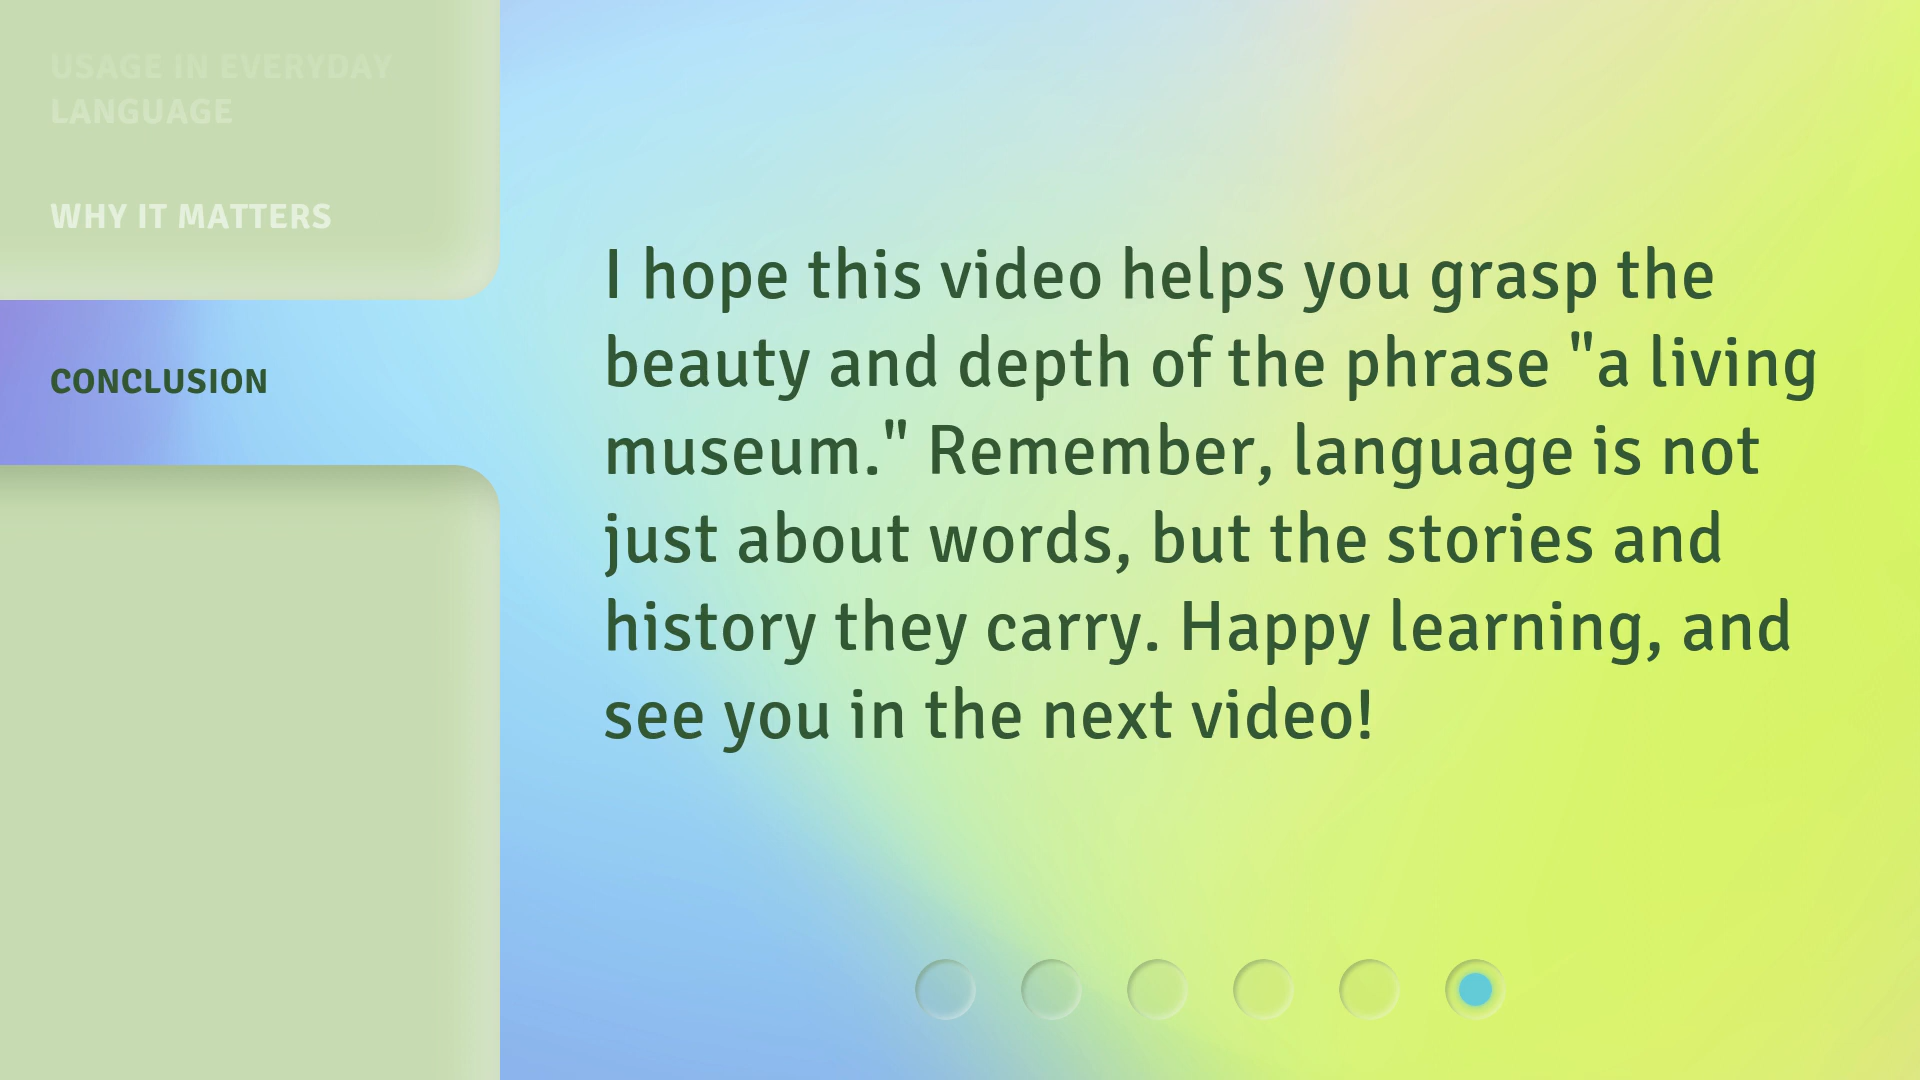 USAGE IN EVERYDAY
LANGUAGE
WHY IT MATTERS
CONCLUSION
I hope this video helps you grasp the
beauty and depth of the phrase "a living
museum." Remember, language is not
just about words, but the stories and
history they carry. Happy learning, and
see you in the next video!